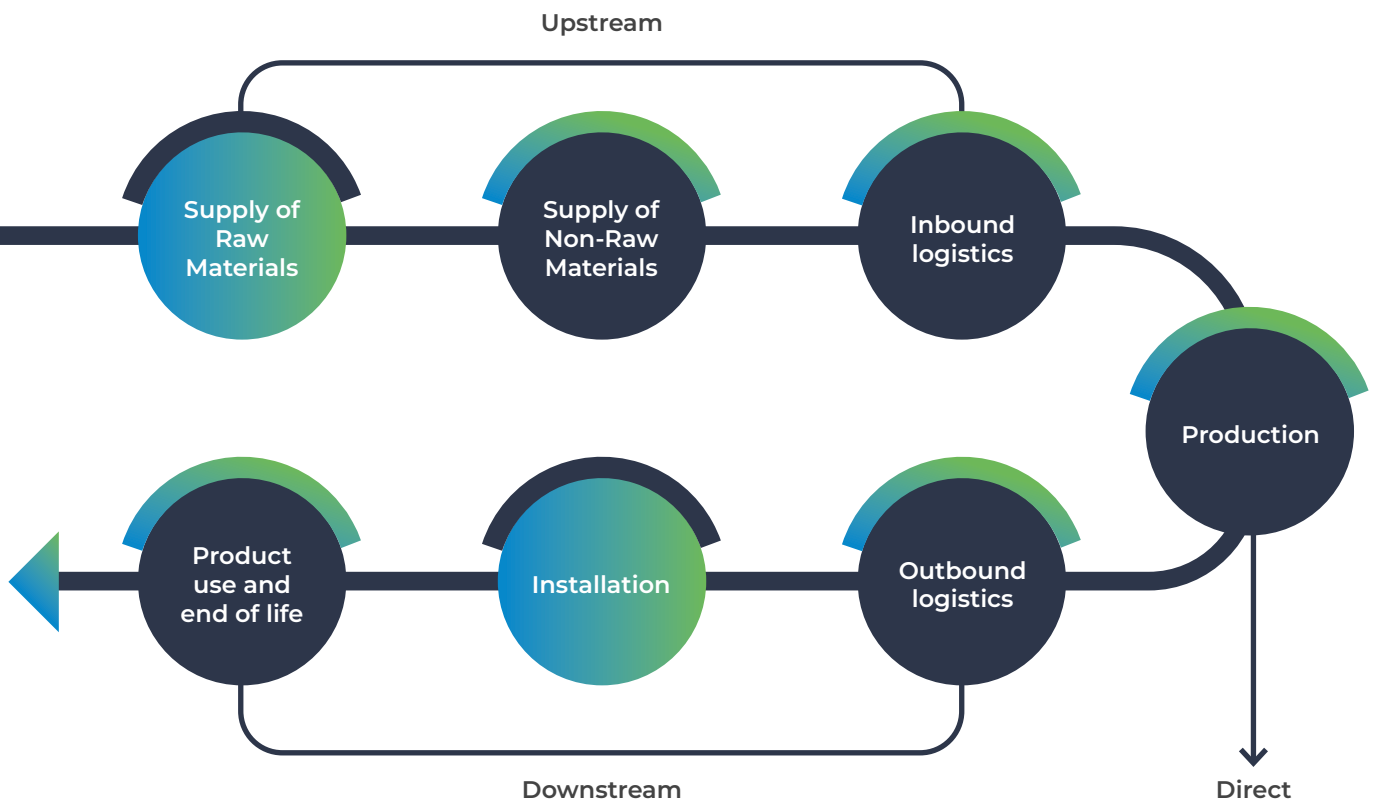 Upstream
Supply of
Raw
Materials
Supply of
Non-Raw
Materials
Inbound
logistics
Production
Outbound
logistics
Installation
Product
use and
end of life
Downstream
Direct